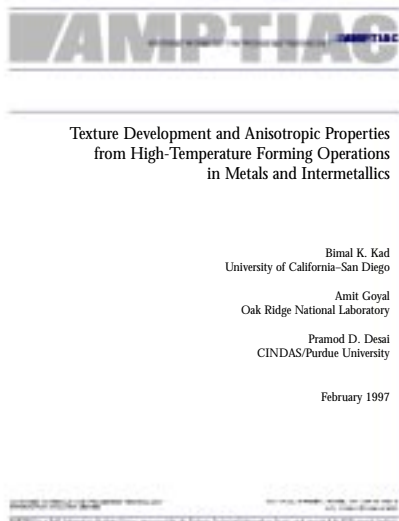 AMPTIAC
AMPTIAC
Texture Development and Anisotropic Properties
from High-Temperature Forming Operations
in Metals and Intermetallics
Bimal K. Kad
University of California–San Diego
Amit Goyal
Oak Ridge National Laboratory
Pramod D. Desai
CINDAS/Purdue University
February 1997